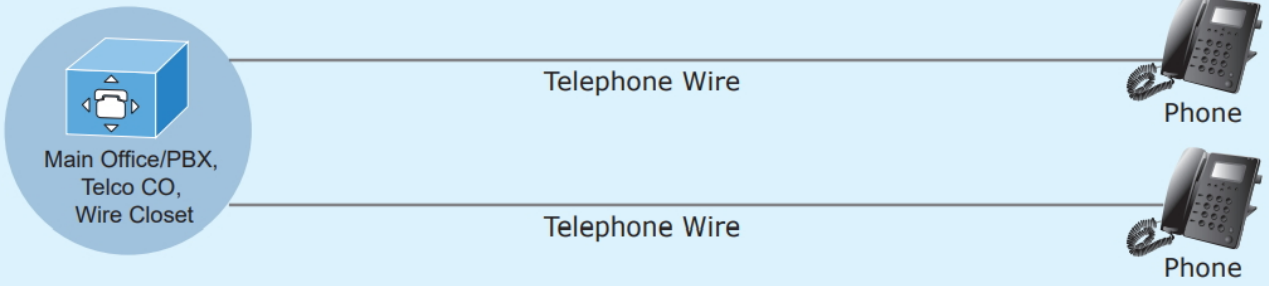 Telephone Wire
Phone
Main Office/PBX,
Telco CO,
Wire Closet
Telephone Wire
Phone